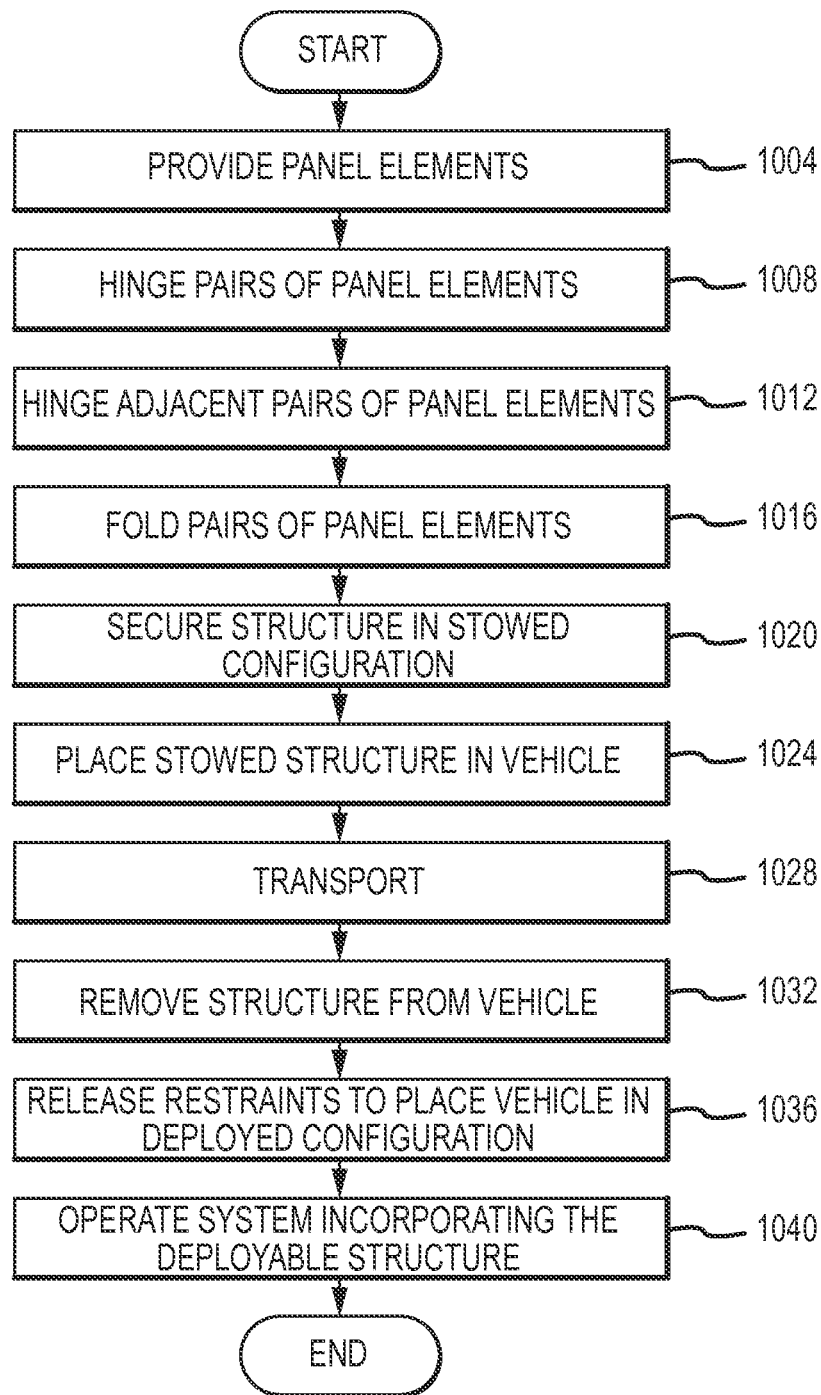 START
PROVIDE PANEL ELEMENTS
1004
HINGE PAIRS OF PANEL ELEMENTS
1008
HINGE ADJACENT PAIRS OF PANEL ELEMENTS
1012
FOLD PAIRS OF PANEL ELEMENTS
1016
SECURE STRUCTURE IN STOWED
CONFIGURATION
1020
PLACE STOWED STRUCTURE IN VEHICLE
1024
TRANSPORT
1028
REMOVE STRUCTURE FROM VEHICLE
1032
RELEASE RESTRAINTS TO PLACE VEHICLE IN
DEPLOYED CONFIGURATION
1036
OPERATE SYSTEM INCORPORATING THE
DEPLOYABLE STRUCTURE
1040
END